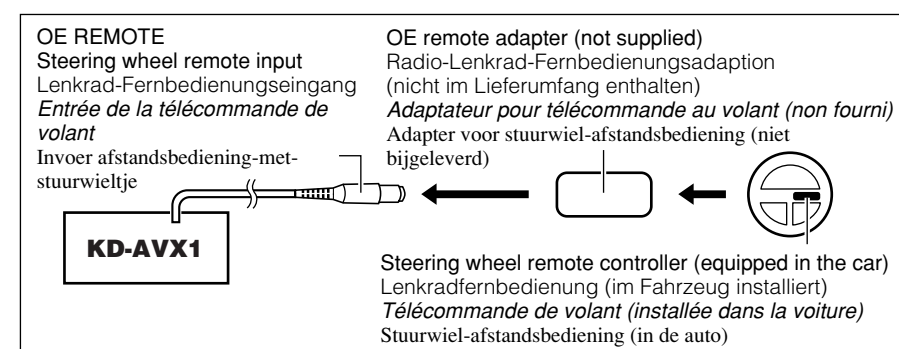 OE REMOTE
Steering wheel remote input
Lenkrad-Fernbedienungseingang
Entrée de la télécommande de
volant
Invoer afstandsbediening-met-
stuurwieltje
OE remote adapter (not supplied)
Radio-Lenkrad-Fernbedienungsadaption
(nicht im Lieferumfang enthalten)
Adaptateur pour télécommande au volant (non fourni)
Adapter voor stuurwiel-afstandsbediening (niet
bijgeleverd)
KD-AVX1
Steering wheel remote controller (equipped in the car)
Lenkradfernbedienung (im Fahrzeug installiert)
Télécommande de volant (installée dans la voiture)
Stuurwiel-afstandsbediening (in de auto)